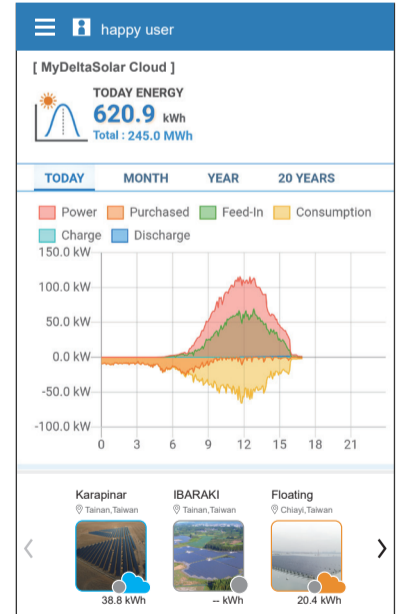 happy user
[ MyDeltaSolar Cloud ]
TODAY ENERGY
620.9 kWh
Total : 245.0 MWh
TODAY MONTH YEAR 20 YEARS
Power Purchased Feed-In Consumption
Charge Discharge
150.0 kW
100.0 kW
50.0 kW
0.0 kW
-50.0 kW
-100.0 kW
0 3 6 9 12 15 18 21
Karapinar IBARAKI Floating
Tainan,Taiwan Tainan,Taiwan Chiayi,Taiwan
38.8 kWh -- kWh 20.4 kWh